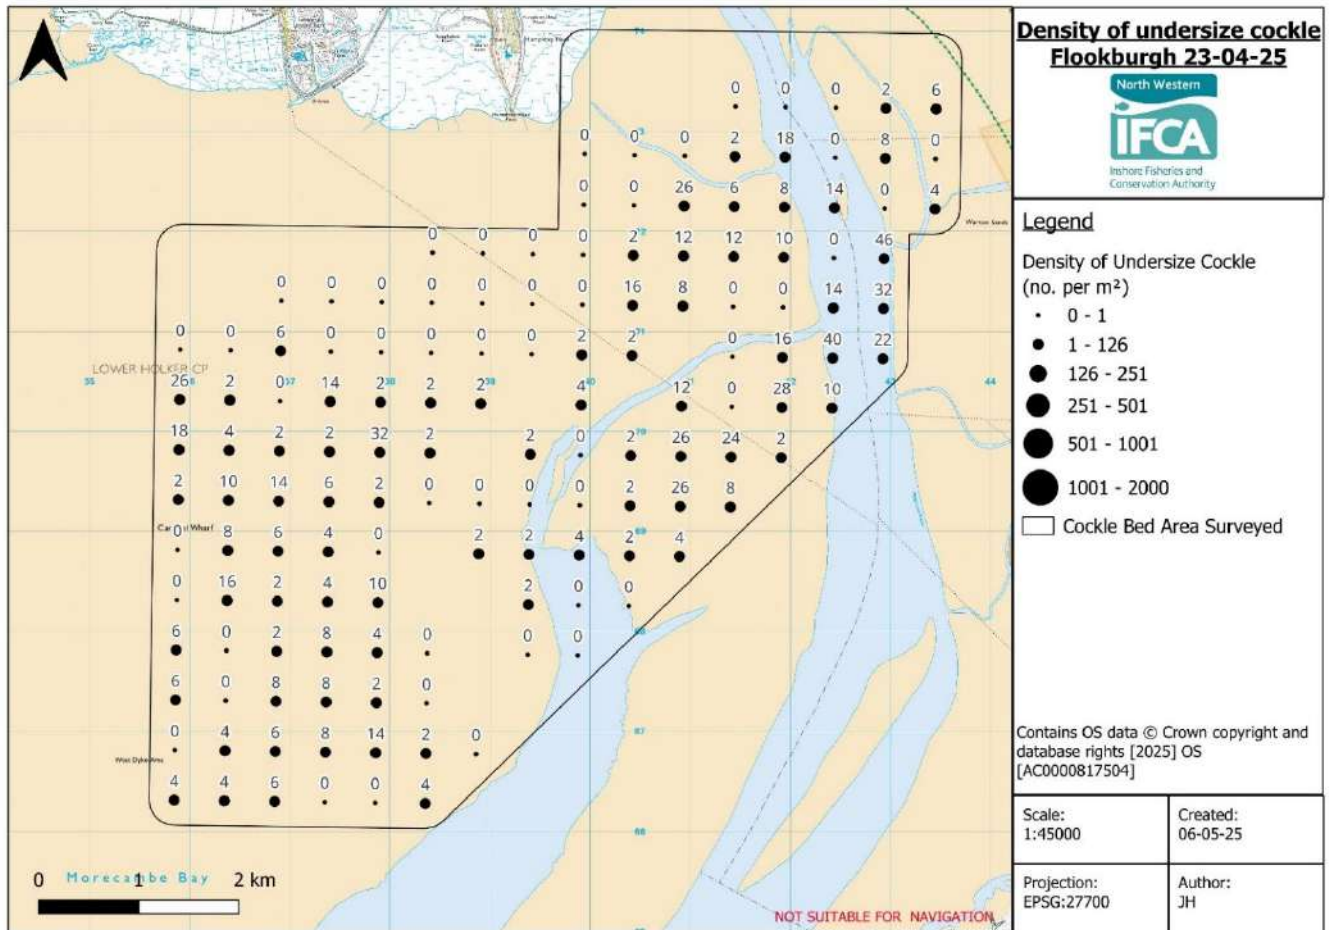 Density of undersize cockle
Flookburgh 23-04-25
North Western
IFCA
Inshore Fisheries and
Conservation Authority
Legend
Density of Undersize Cockle
(no. per m²)
0 - 1
1 - 126
126 - 251
251 - 501
501 - 1001
1001 - 2000
Cockle Bed Area Surveyed
Contains OS data © Crown copyright and
database rights [2025] OS
[AC0000817504]
Scale:
1:45000
Created:
06-05-25
Projection:
EPSG:27700
Author:
JH
0 0 0 2 6
0 0 0 2 18 0 8 0
0 0 26 6 8 14 0 4
Warton Sands
0 0 0 0 2 12 12 10 0 46
0 0 0 0 0 0 0 16 8 0 0 14 32
0 0 6 0 0 0 0 0 2 2 0 16 40 22
LOWER HOLKER CP
26 2 0 14 2 2 2 4 12 0 28 10
18 4 2 2 32 2 2 0 2 26 24 2
2 10 14 6 2 0 0 0 0 2 26 8
0 8 6 4 0 2 2 4 2 4
0 16 2 4 10 2 0 0
6 0 2 8 4 0 0 0
6 0 8 8 2 0
0 4 6 8 14 2 0
4 4 6 0 0 4
0 1 2 km
Morecambe Bay
NOT SUITABLE FOR NAVIGATION